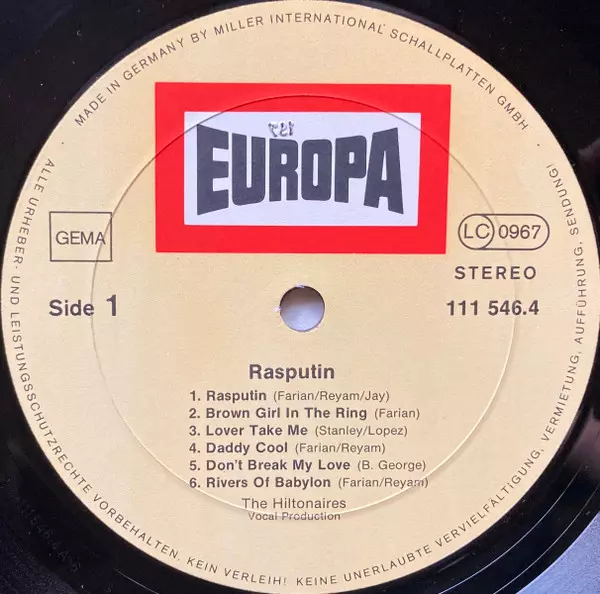 MADE IN GERMANY BY MILLER INTERNATIONAL SCHALLPLATTEN GMBH
EUROPA
GEMA
LC 0967
STEREO
Side 1
111 546.4
Rasputin
1. Rasputin (Farian/Reyam/Jay)
2. Brown Girl In The Ring (Farian)
3. Lover Take Me (Stanley/Lopez)
4. Daddy Cool (Farian/Reyam)
5. Don't Break My Love (B. George)
6. Rivers Of Babylon (Farian/Reyam)
The Hiltonaires
Vocal Production
ALLE URHEBER- UND LEISTUNGSSCHUTZRECHTE VORBEHALTEN. KEIN VERLEIH! KEINE UNERLAUBTE VERVIELFÄLTIGUNG, VERMIETUNG, AUFFÜHRUNG, SENDUNG!